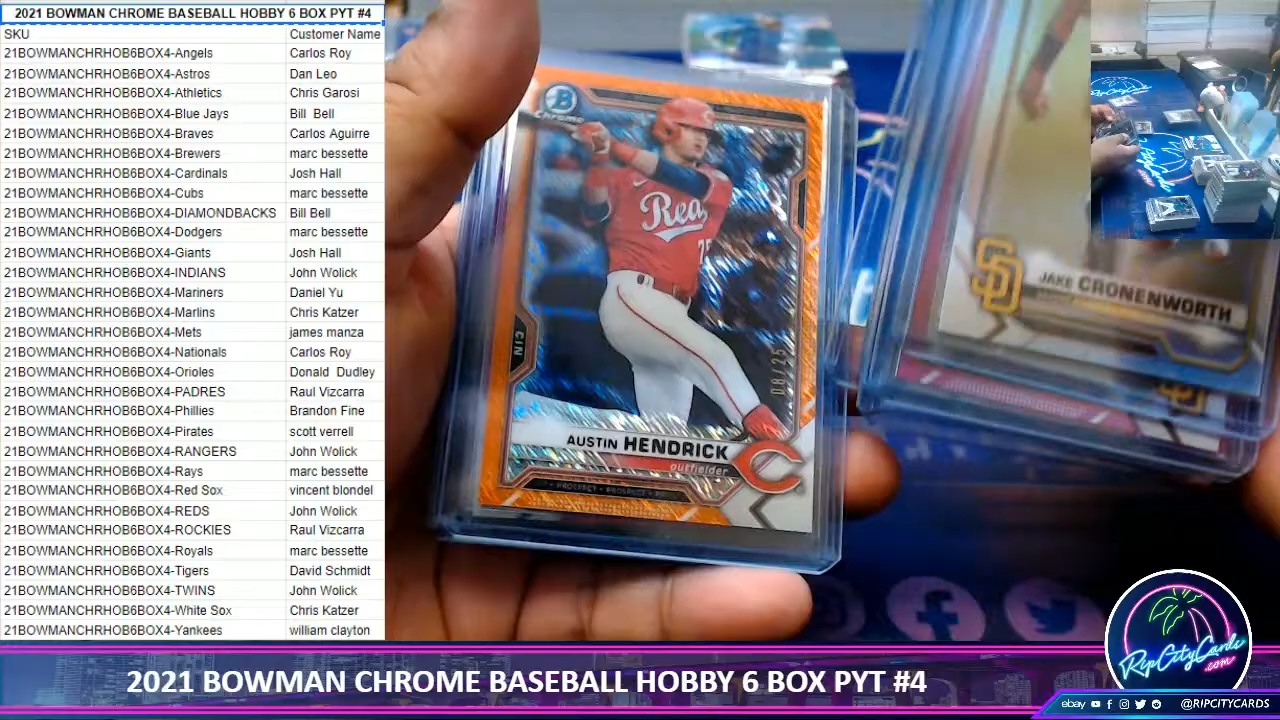 2021 BOWMAN CHROME BASEBALL HOBBY 6 BOX PYT #4
SKU Customer Name
21BOWMANCHRHOB6BOX4-Angels Carlos Roy
21BOWMANCHRHOB6BOX4-Astros Dan Leo
21BOWMANCHRHOB6BOX4-Athletics Chris Garosi
21BOWMANCHRHOB6BOX4-Blue Jays Bill Bell
21BOWMANCHRHOB6BOX4-Braves Carlos Aguirre
21BOWMANCHRHOB6BOX4-Brewers marc bessette
21BOWMANCHRHOB6BOX4-Cardinals Josh Hall
21BOWMANCHRHOB6BOX4-Cubs marc bessette
21BOWMANCHRHOB6BOX4-DIAMONDBACKS Bill Bell
21BOWMANCHRHOB6BOX4-Dodgers marc bessette
21BOWMANCHRHOB6BOX4-Giants Josh Hall
21BOWMANCHRHOB6BOX4-INDIANS John Wolick
21BOWMANCHRHOB6BOX4-Mariners Daniel Yu
21BOWMANCHRHOB6BOX4-Marlins Chris Katzer
21BOWMANCHRHOB6BOX4-Mets james manza
21BOWMANCHRHOB6BOX4-Nationals Carlos Roy
21BOWMANCHRHOB6BOX4-Orioles Donald Dudley
21BOWMANCHRHOB6BOX4-PADRES Raul Vizcarra
21BOWMANCHRHOB6BOX4-Phillies Brandon Fine
21BOWMANCHRHOB6BOX4-Pirates scott verrell
21BOWMANCHRHOB6BOX4-RANGERS John Wolick
21BOWMANCHRHOB6BOX4-Rays marc bessette
21BOWMANCHRHOB6BOX4-Red Sox vincent blondel
21BOWMANCHRHOB6BOX4-REDS John Wolick
21BOWMANCHRHOB6BOX4-ROCKIES Raul Vizcarra
21BOWMANCHRHOB6BOX4-Royals marc bessette
21BOWMANCHRHOB6BOX4-Tigers David Schmidt
21BOWMANCHRHOB6BOX4-TWINS John Wolick
21BOWMANCHRHOB6BOX4-White Sox Chris Katzer
21BOWMANCHRHOB6BOX4-Yankees william clayton
B
Chrome
Reds
25
CIN
08/25
AUSTIN HENDRICK
outfielder
C
SD
JAKE CRONENWORTH
RipCityCards
RipCityCards
.com
2021 BOWMAN CHROME BASEBALL HOBBY 6 BOX PYT #4
ebay @RIPCITYCARDS